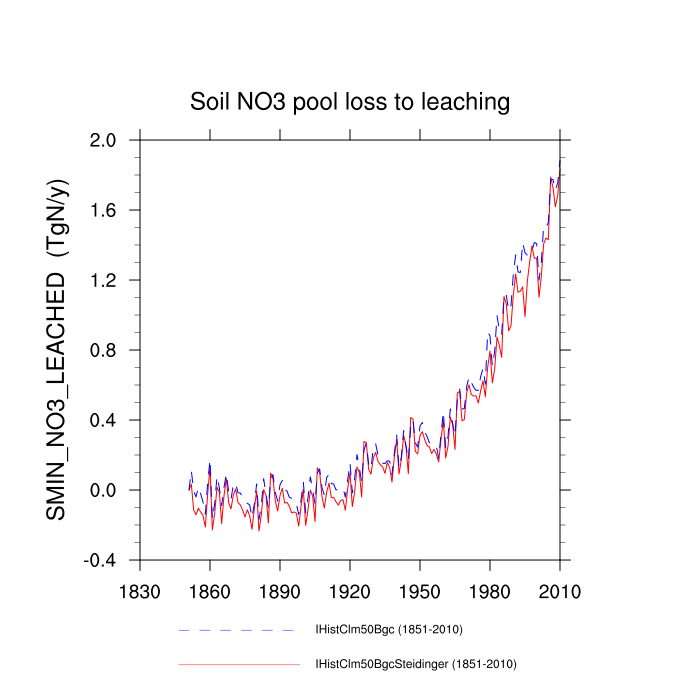 Soil NO3 pool loss to leaching
SMIN_NO3_LEACHED (TgN/y)
2.0
1.6
1.2
0.8
0.4
0.0
-0.4
1830 1860 1890 1920 1950 1980 2010
IHistClm50Bgc (1851-2010)
IHistClm50BgcSteidinger (1851-2010)